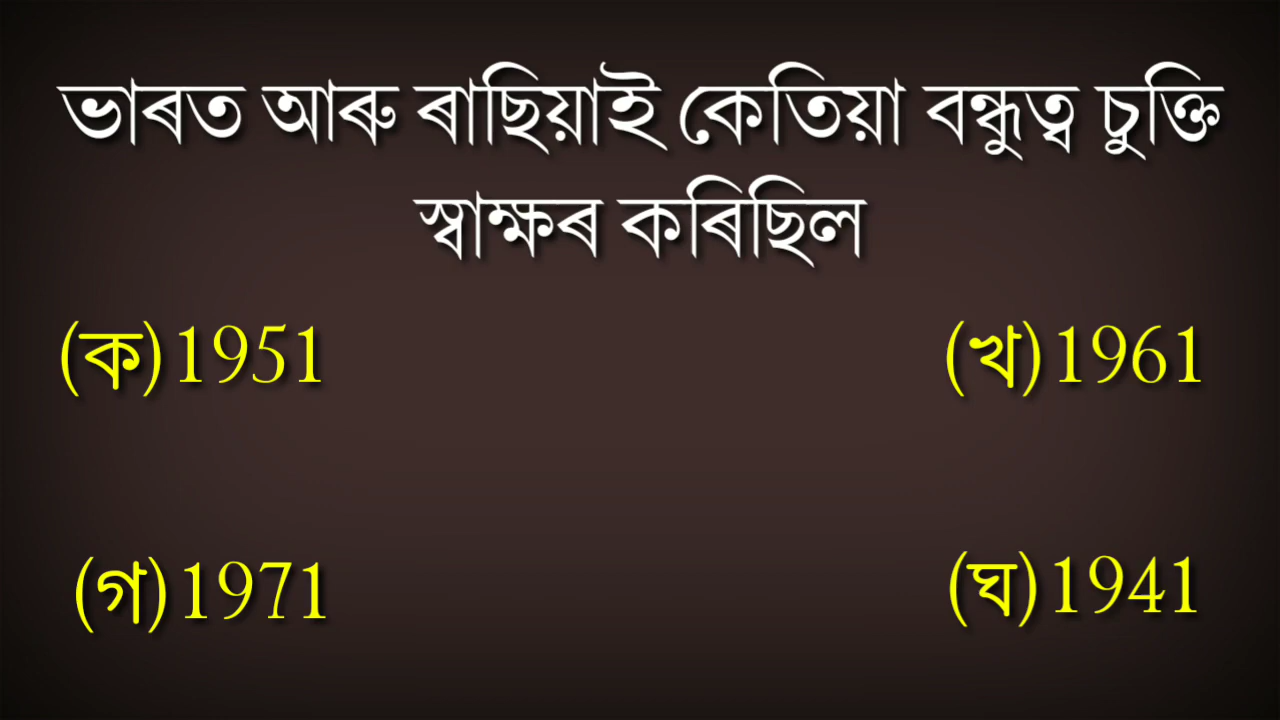 ভাৰত আৰু ৰাছিয়াই কেতিয়া বন্ধুত্ব চুক্তি
স্বাক্ষৰ কৰিছিল
(ক)1951
(খ)1961
(গ)1971
(ঘ)1941